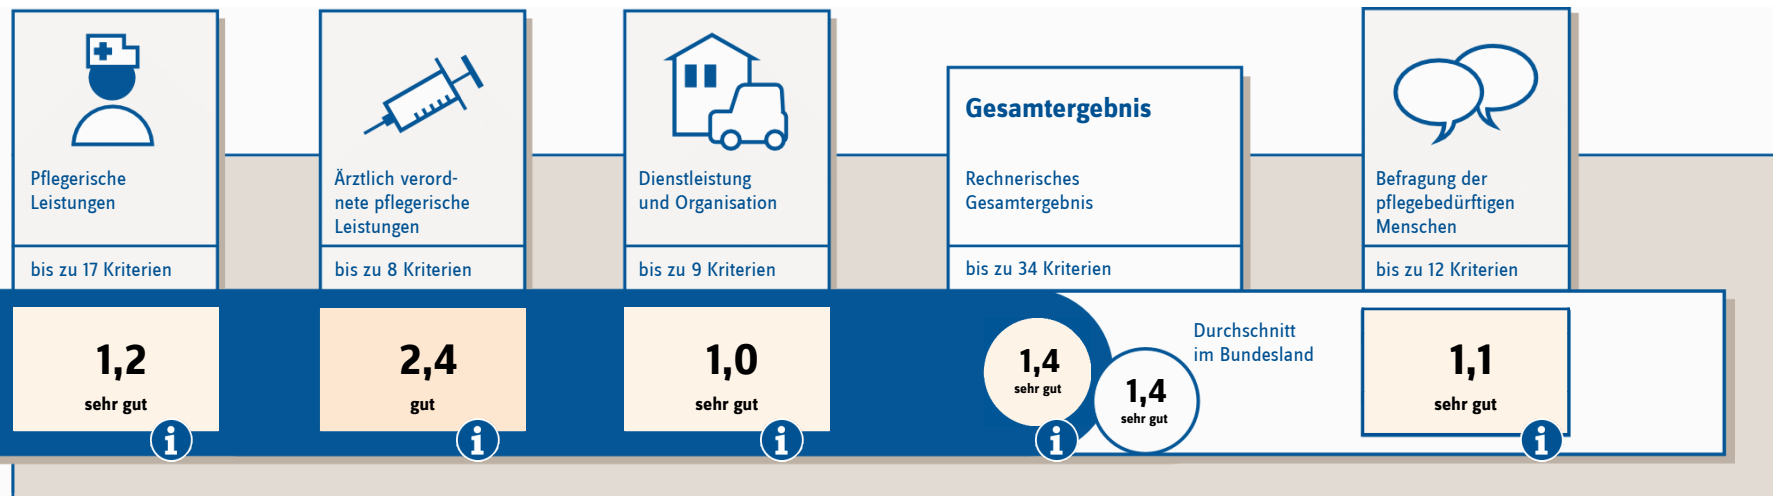 Pflegerische
Leistungen
bis zu 17 Kriterien
1,2
sehr gut
i
Ärztlich verord-
nete pflegerische
Leistungen
bis zu 8 Kriterien
2,4
gut
i
Dienstleistung
und Organisation
bis zu 9 Kriterien
1,0
sehr gut
i
Gesamtergebnis
Rechnerisches
Gesamtergebnis
bis zu 34 Kriterien
1,4
sehr gut
i
Durchschnitt
im Bundesland
1,4
sehr gut
Befragung der
pflegebedürftigen
Menschen
bis zu 12 Kriterien
1,1
sehr gut
i